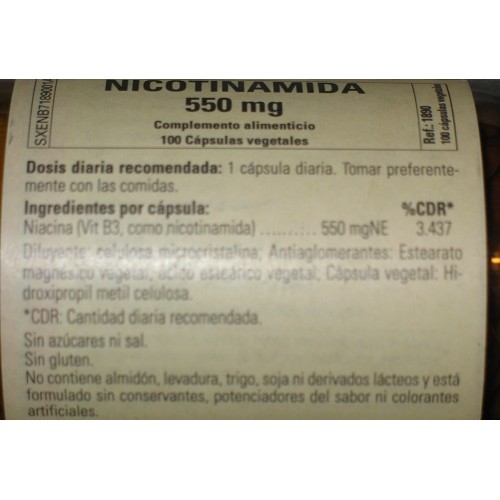 NICOTINAMIDA
550 mg
Complemento alimenticio
100 Cápsulas vegetales
SXENB7189001A
Ref.: 1890
100 cápsulas vegetales
Dosis diaria recomendada: 1 cápsula diaria. Tomar preferente-
mente con las comidas.
Ingredientes por cápsula: %CDR*
Niacina (Vit B3, como nicotinamida) ............: 550 mgNE 3.437
Diluyente: celulosa microcristalina; Antiaglomerantes: Estearato
magnésico vegetal, ácido esteárico vegetal; Cápsula vegetal: Hi-
droxipropil metil celulosa.
*CDR: Cantidad diaria recomendada.
Sin azúcares ni sal.
Sin gluten.
No contiene almidón, levadura, trigo, soja ni derivados lácteos y está
formulado sin conservantes, potenciadores del sabor ni colorantes
artificiales.